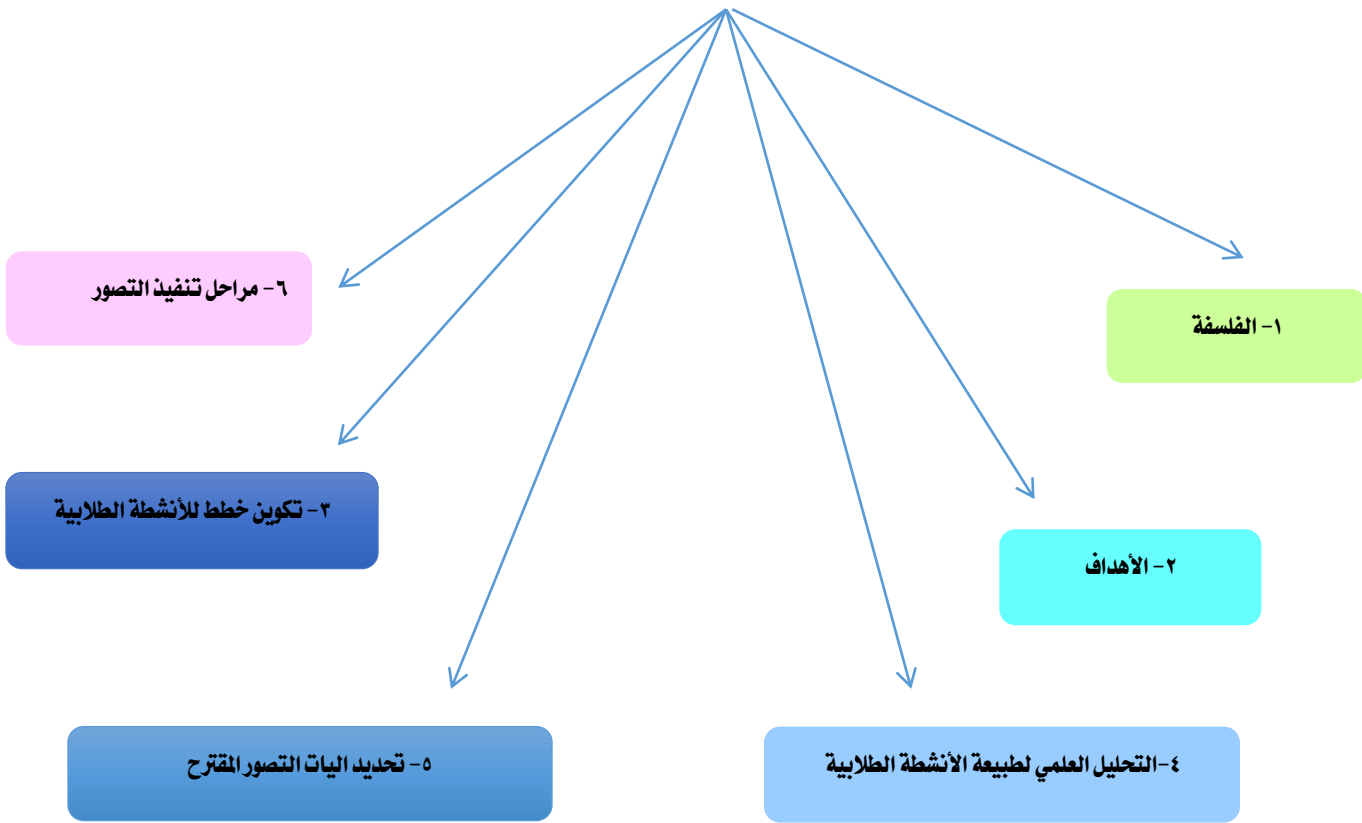 ١- الفلسفة
٢- الأهداف
٣- تكوين خطط للأنشطة الطلابية
٤-التحليل العلمي لطبيعة الأنشطة الطلابية
٥- تحديد اليات التصور المقترح
٦- مراحل تنفيذ التصور